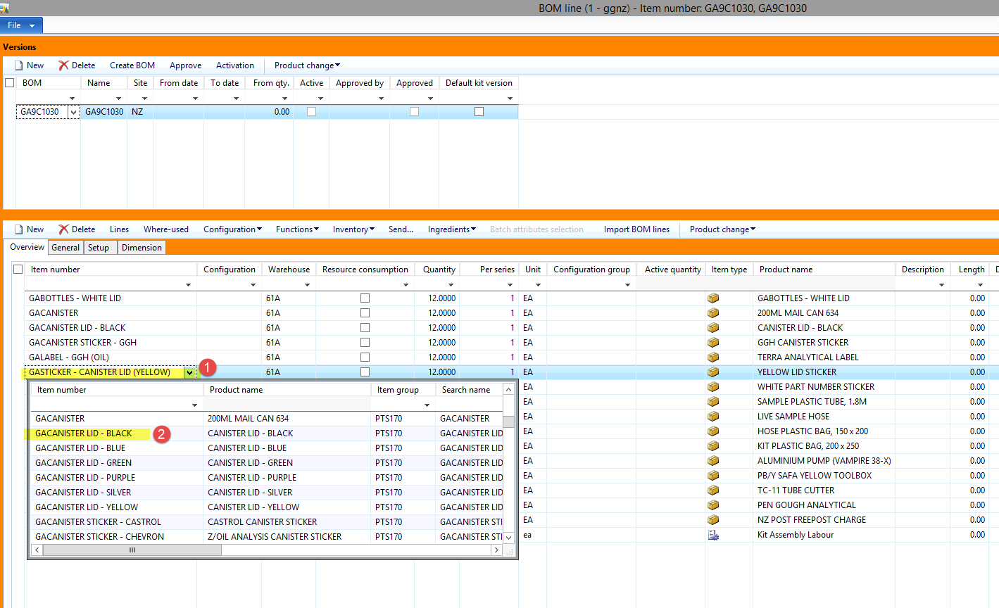 BOM line (1 - ggnz) - Item number: GA9C1030, GA9C1030
File
Versions
New Delete Create BOM Approve Activation Product change
BOM Name Site From date To date From qty. Active Approved by Approved Default kit version
GA9C1030 GA9C1030 NZ 0.00
New Delete Lines Where-used Configuration Functions Inventory Send... Ingredients Batch attributes selection Import BOM lines Product change
Overview General Setup Dimension
Item number Configuration Warehouse Resource consumption Quantity Per series Unit Configuration group Active quantity Item type Product name Description Length D
GABOTTLES - WHITE LID 61A 12.0000 1 EA GABOTTLES - WHITE LID 0.00
GACANISTER 61A 12.0000 1 EA 200ML MAIL CAN 634 0.00
GACANISTER LID - BLACK 61A 12.0000 1 EA CANISTER LID - BLACK 0.00
GACANISTER STICKER - GGH 61A 12.0000 1 EA GGH CANISTER STICKER 0.00
GALABEL - GGH (OIL) 61A 12.0000 1 EA TERRA ANALYTICAL LABEL 0.00
GASTICKER - CANISTER LID (YELLOW) 1 61A 12.0000 1 EA YELLOW LID STICKER 0.00
Item number Product name Item group Search name EA WHITE PART NUMBER STICKER 0.00
EA SAMPLE PLASTIC TUBE, 1.8M 0.00
GACANISTER 200ML MAIL CAN 634 PTS170 GACANISTER EA LIVE SAMPLE HOSE 0.00
GACANISTER LID - BLACK 2 CANISTER LID - BLACK PTS170 GACANISTER LID EA HOSE PLASTIC BAG, 150 x 200 0.00
GACANISTER LID - BLUE CANISTER LID - BLUE PTS170 GACANISTER LID EA KIT PLASTIC BAG, 200 x 250 0.00
GACANISTER LID - GREEN CANISTER LID - GREEN PTS170 GACANISTER LID EA ALUMINIUM PUMP (VAMPIRE 38-X) 0.00
GACANISTER LID - PURPLE CANISTER LID - PURPLE PTS170 GACANISTER LID EA PB/Y SAFA YELLOW TOOLBOX 0.00
GACANISTER LID - SILVER CANISTER LID - SILVER PTS170 GACANISTER LID EA TC-11 TUBE CUTTER 0.00
GACANISTER LID - YELLOW CANISTER LID - YELLOW PTS170 GACANISTER LID EA PEN GOUGH ANALYTICAL 0.00
GACANISTER STICKER - CASTROL CASTROL CANISTER STICKER PTS170 GACANISTER STI EA NZ POST FREEPOST CHARGE 0.00
GACANISTER STICKER - CHEVRON Z/OIL ANALYSIS CANISTER STICKER PTS170 GACANISTER STI ea Kit Assembly Labour 0.00